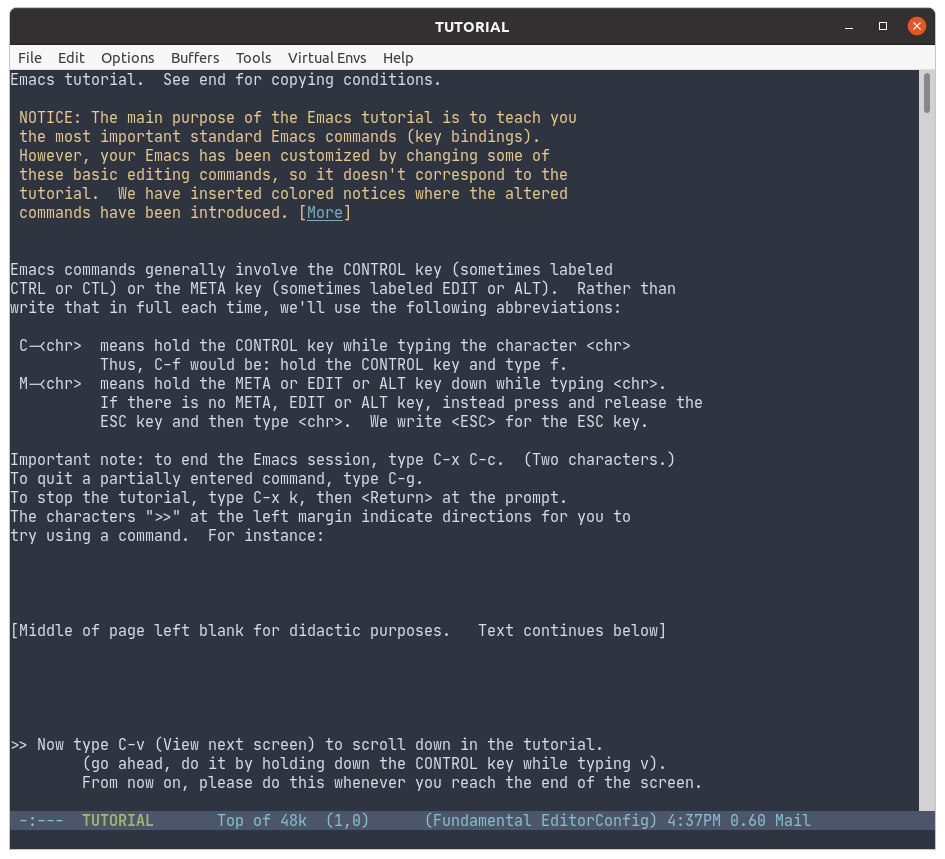 TUTORIAL
File Edit Options Buffers Tools Virtual Envs Help
Emacs tutorial.  See end for copying conditions.
NOTICE: The main purpose of the Emacs tutorial is to teach you
the most important standard Emacs commands (key bindings).
However, your Emacs has been customized by changing some of
these basic editing commands, so it doesn't correspond to the
tutorial.  We have inserted colored notices where the altered
commands have been introduced. [More]
Emacs commands generally involve the CONTROL key (sometimes labeled
CTRL or CTL) or the META key (sometimes labeled EDIT or ALT).  Rather than
write that in full each time, we'll use the following abbreviations:
C-<chr>  means hold the CONTROL key while typing the character <chr>
Thus, C-f would be: hold the CONTROL key and type f.
M-<chr>  means hold the META or EDIT or ALT key down while typing <chr>.
If there is no META, EDIT or ALT key, instead press and release the
ESC key and then type <chr>.  We write <ESC> for the ESC key.
Important note: to end the Emacs session, type C-x C-c.  (Two characters.)
To quit a partially entered command, type C-g.
To stop the tutorial, type C-x k, then <Return> at the prompt.
The characters ">>" at the left margin indicate directions for you to
try using a command.  For instance:
[Middle of page left blank for didactic purposes.   Text continues below]
>> Now type C-v (View next screen) to scroll down in the tutorial.
(go ahead, do it by holding down the CONTROL key while typing v).
From now on, please do this whenever you reach the end of the screen.
-:---  TUTORIAL       Top of 48k  (1,0)      (Fundamental EditorConfig) 4:37PM 0.60 Mail